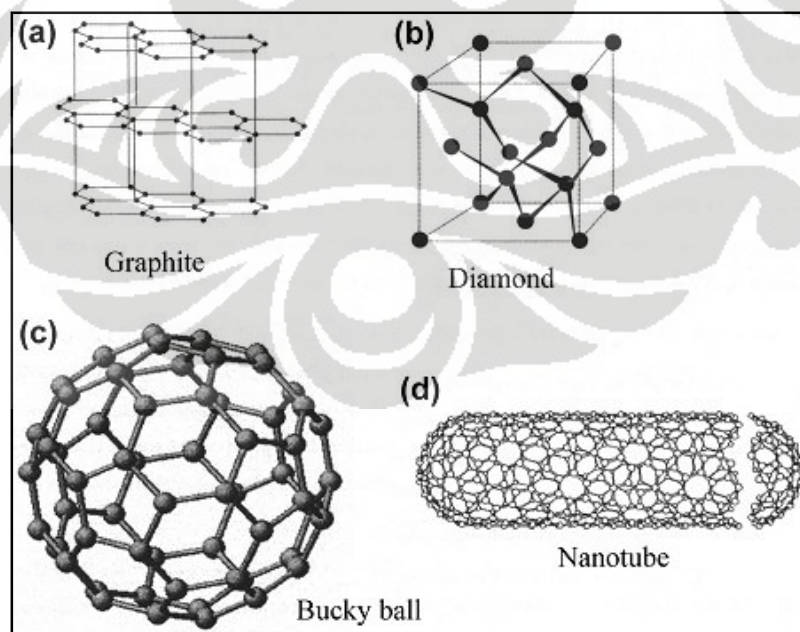 (a)
Graphite
(b)
Diamond
(c)
Bucky ball
(d)
Nanotube